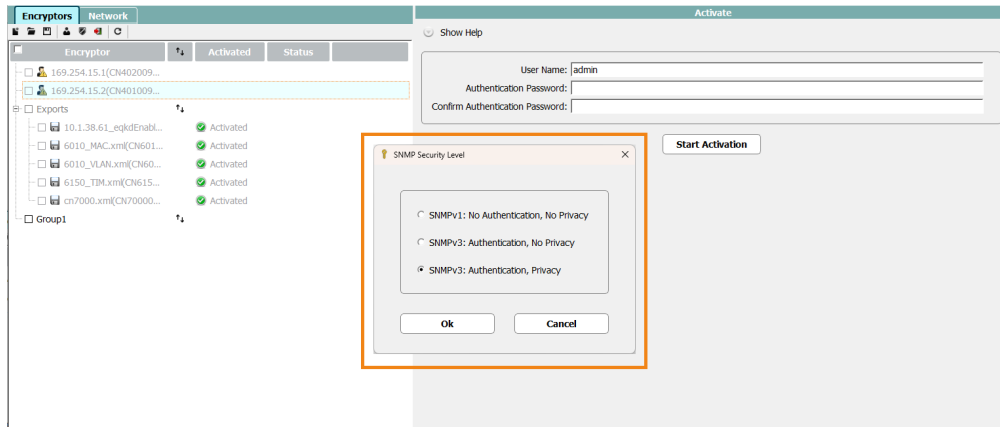 Encryptors Network
Activate
Show Help
Encryptor Activated Status
169.254.15.1(CN402009...
169.254.15.2(CN401009...
Exports
10.1.38.61_eqkdEnabl... Activated
6010_MAC.xml(CN601... Activated
6010_VLAN.xml(CN60... Activated
6150_TIM.xml(CN615... Activated
cn7000.xml(CN70000... Activated
Group1
User Name: admin
Authentication Password:
Confirm Authentication Password:
Start Activation
SNMP Security Level
SNMPv1: No Authentication, No Privacy
SNMPv3: Authentication, No Privacy
SNMPv3: Authentication, Privacy
Ok Cancel